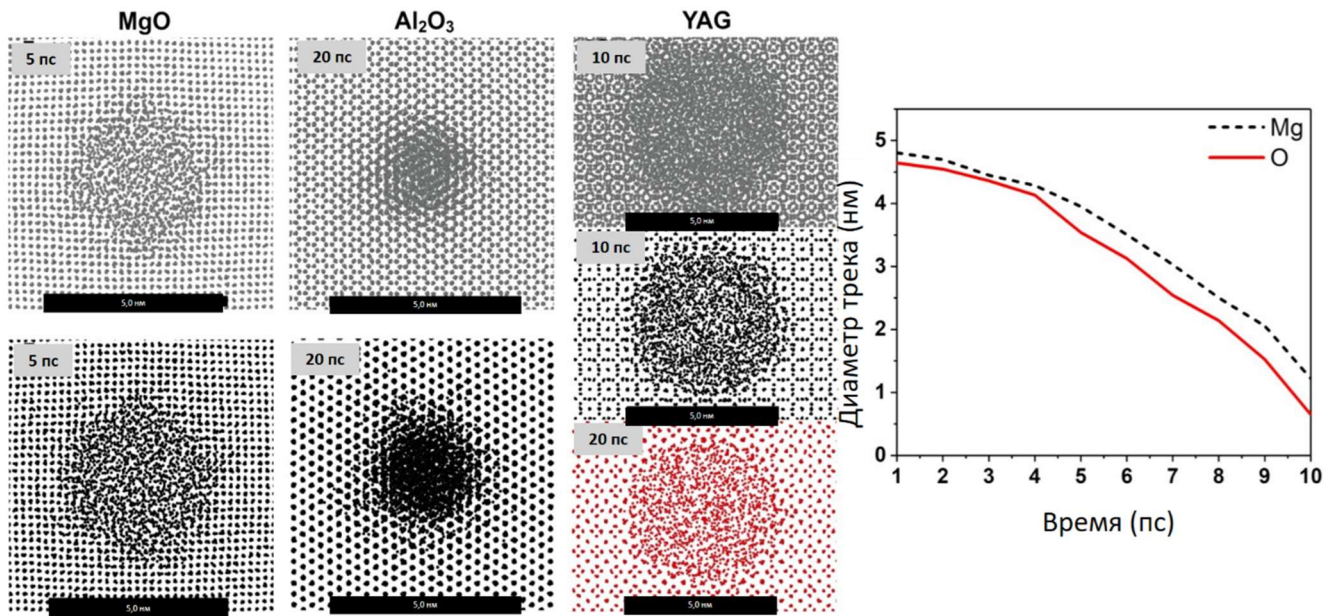 MgO
Al₂O₃
YAG
5 пс
5,0 нм
20 пс
5,0 нм
10 пс
5,0 нм
10 пс
5,0 нм
5 пс
5,0 нм
20 пс
5,0 нм
20 пс
5,0 нм
Mg
O
Диаметр трека (нм)
5
4
3
2
1
0
1 2 3 4 5 6 7 8 9 10
Время (пс)